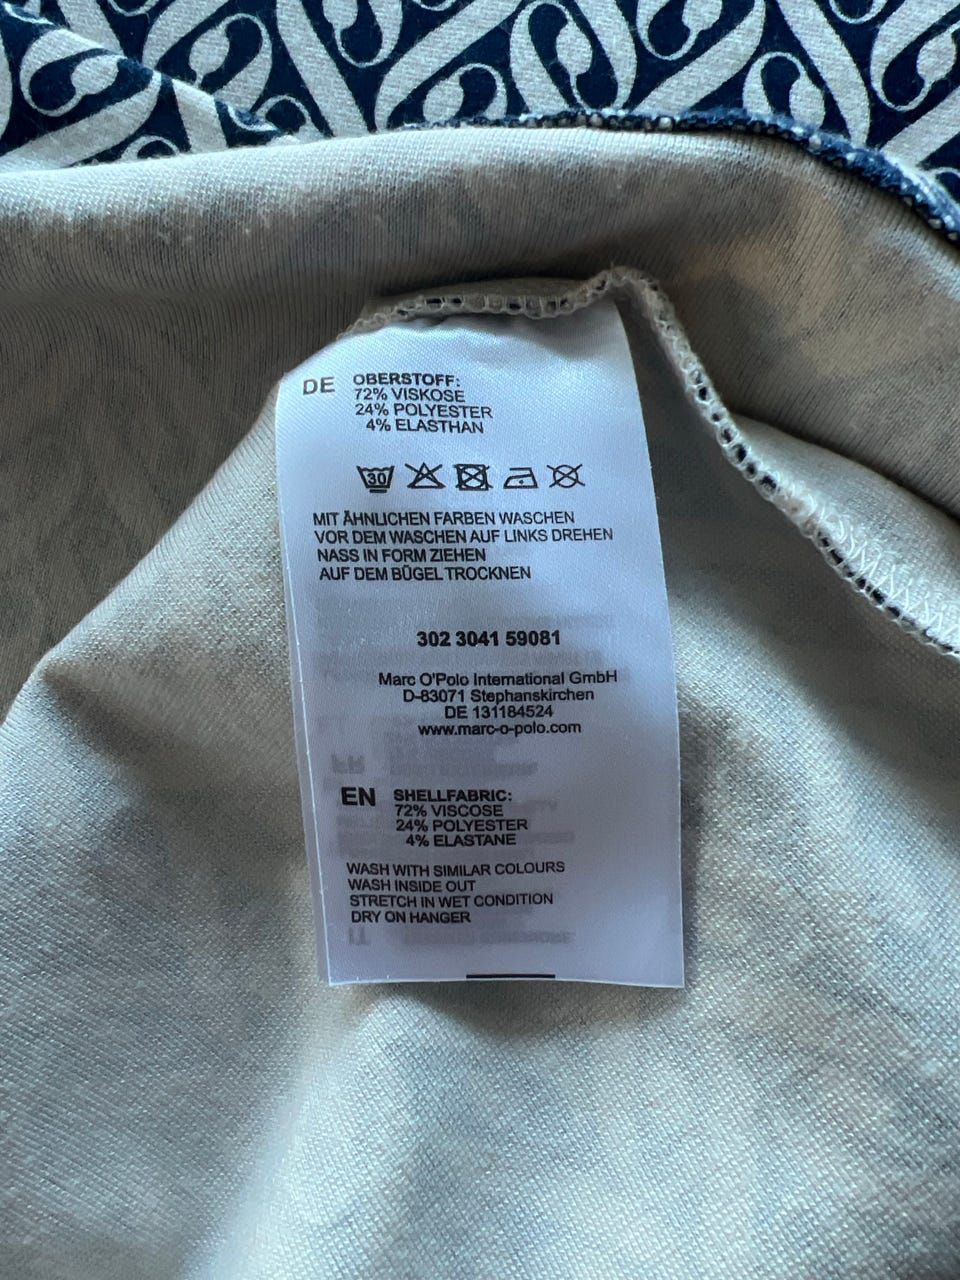 DE OBERSTOFF:
72% VISKOSE
24% POLYESTER
4% ELASTHAN
30
MIT ÄHNLICHEN FARBEN WASCHEN
VOR DEM WASCHEN AUF LINKS DREHEN
NASS IN FORM ZIEHEN
AUF DEM BÜGEL TROCKNEN
302 3041 59081
Marc O'Polo International GmbH
D-83071 Stephanskirchen
DE 131184524
www.marc-o-polo.com
EN SHELLFABRIC:
72% VISCOSE
24% POLYESTER
4% ELASTANE
WASH WITH SIMILAR COLOURS
WASH INSIDE OUT
STRETCH IN WET CONDITION
DRY ON HANGER